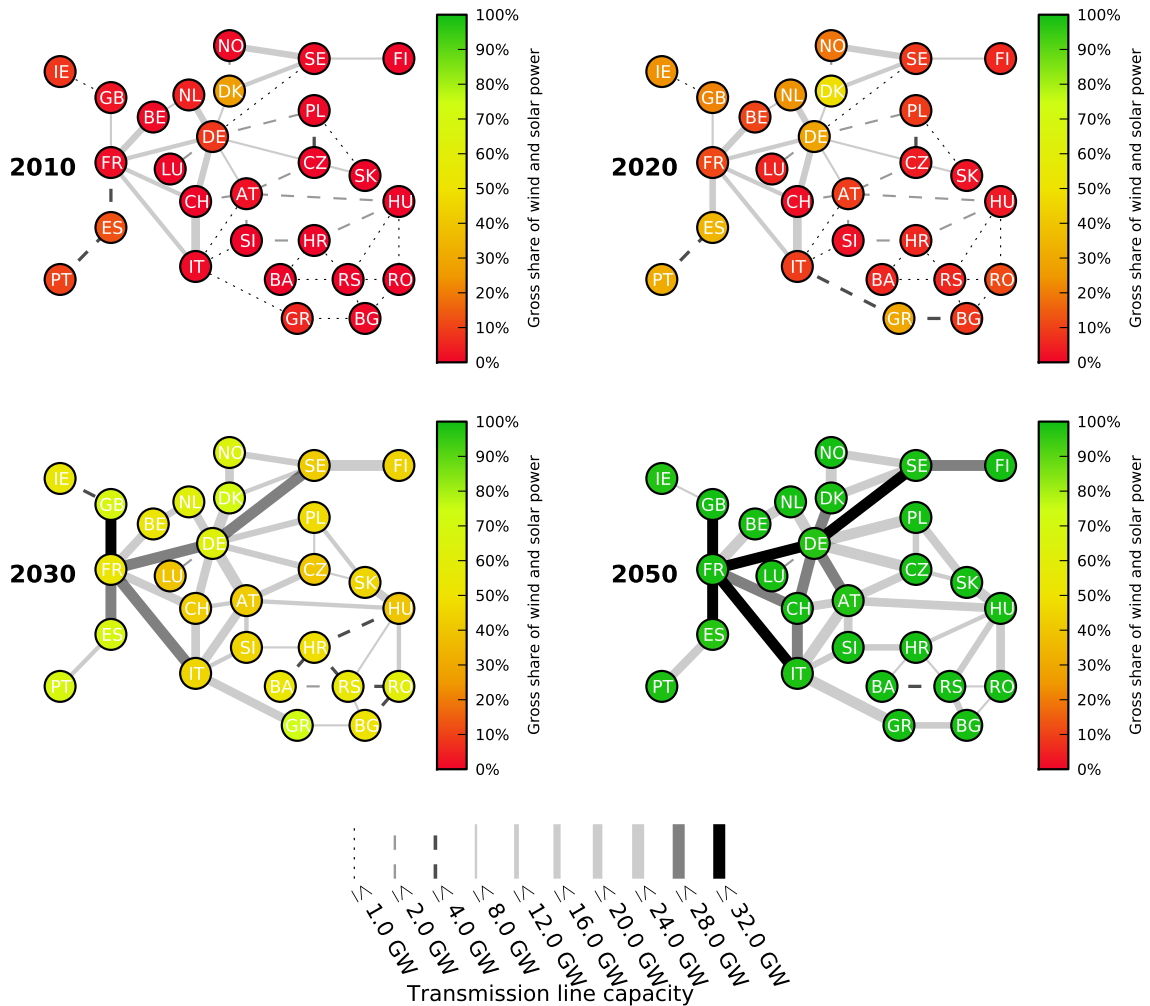 2010
NO
SE
FI
IE
GB
NL
DK
BE
PL
DE
FR
LU
CZ
SK
CH
AT
HU
ES
SI
HR
PT
IT
BA
RS
RO
GR
BG
100%
90%
80%
70%
60%
50%
40%
30%
20%
10%
0%
Gross share of wind and solar power
2020
NO
SE
FI
IE
GB
NL
DK
BE
PL
DE
FR
LU
CZ
SK
CH
AT
HU
ES
SI
HR
PT
IT
BA
RS
RO
GR
BG
100%
90%
80%
70%
60%
50%
40%
30%
20%
10%
0%
Gross share of wind and solar power
2030
NO
SE
FI
IE
GB
NL
DK
BE
PL
DE
FR
LU
CZ
SK
CH
AT
HU
ES
SI
HR
PT
IT
BA
RS
RO
GR
BG
100%
90%
80%
70%
60%
50%
40%
30%
20%
10%
0%
Gross share of wind and solar power
2050
NO
SE
FI
IE
GB
NL
DK
BE
PL
DE
FR
LU
CZ
SK
CH
AT
HU
ES
SI
HR
PT
IT
BA
RS
RO
GR
BG
100%
90%
80%
70%
60%
50%
40%
30%
20%
10%
0%
Gross share of wind and solar power
≤ 1.0 GW
≤ 2.0 GW
≤ 4.0 GW
≤ 8.0 GW
≤ 12.0 GW
≤ 16.0 GW
≤ 20.0 GW
≤ 24.0 GW
≤ 28.0 GW
≤ 32.0 GW
Transmission line capacity